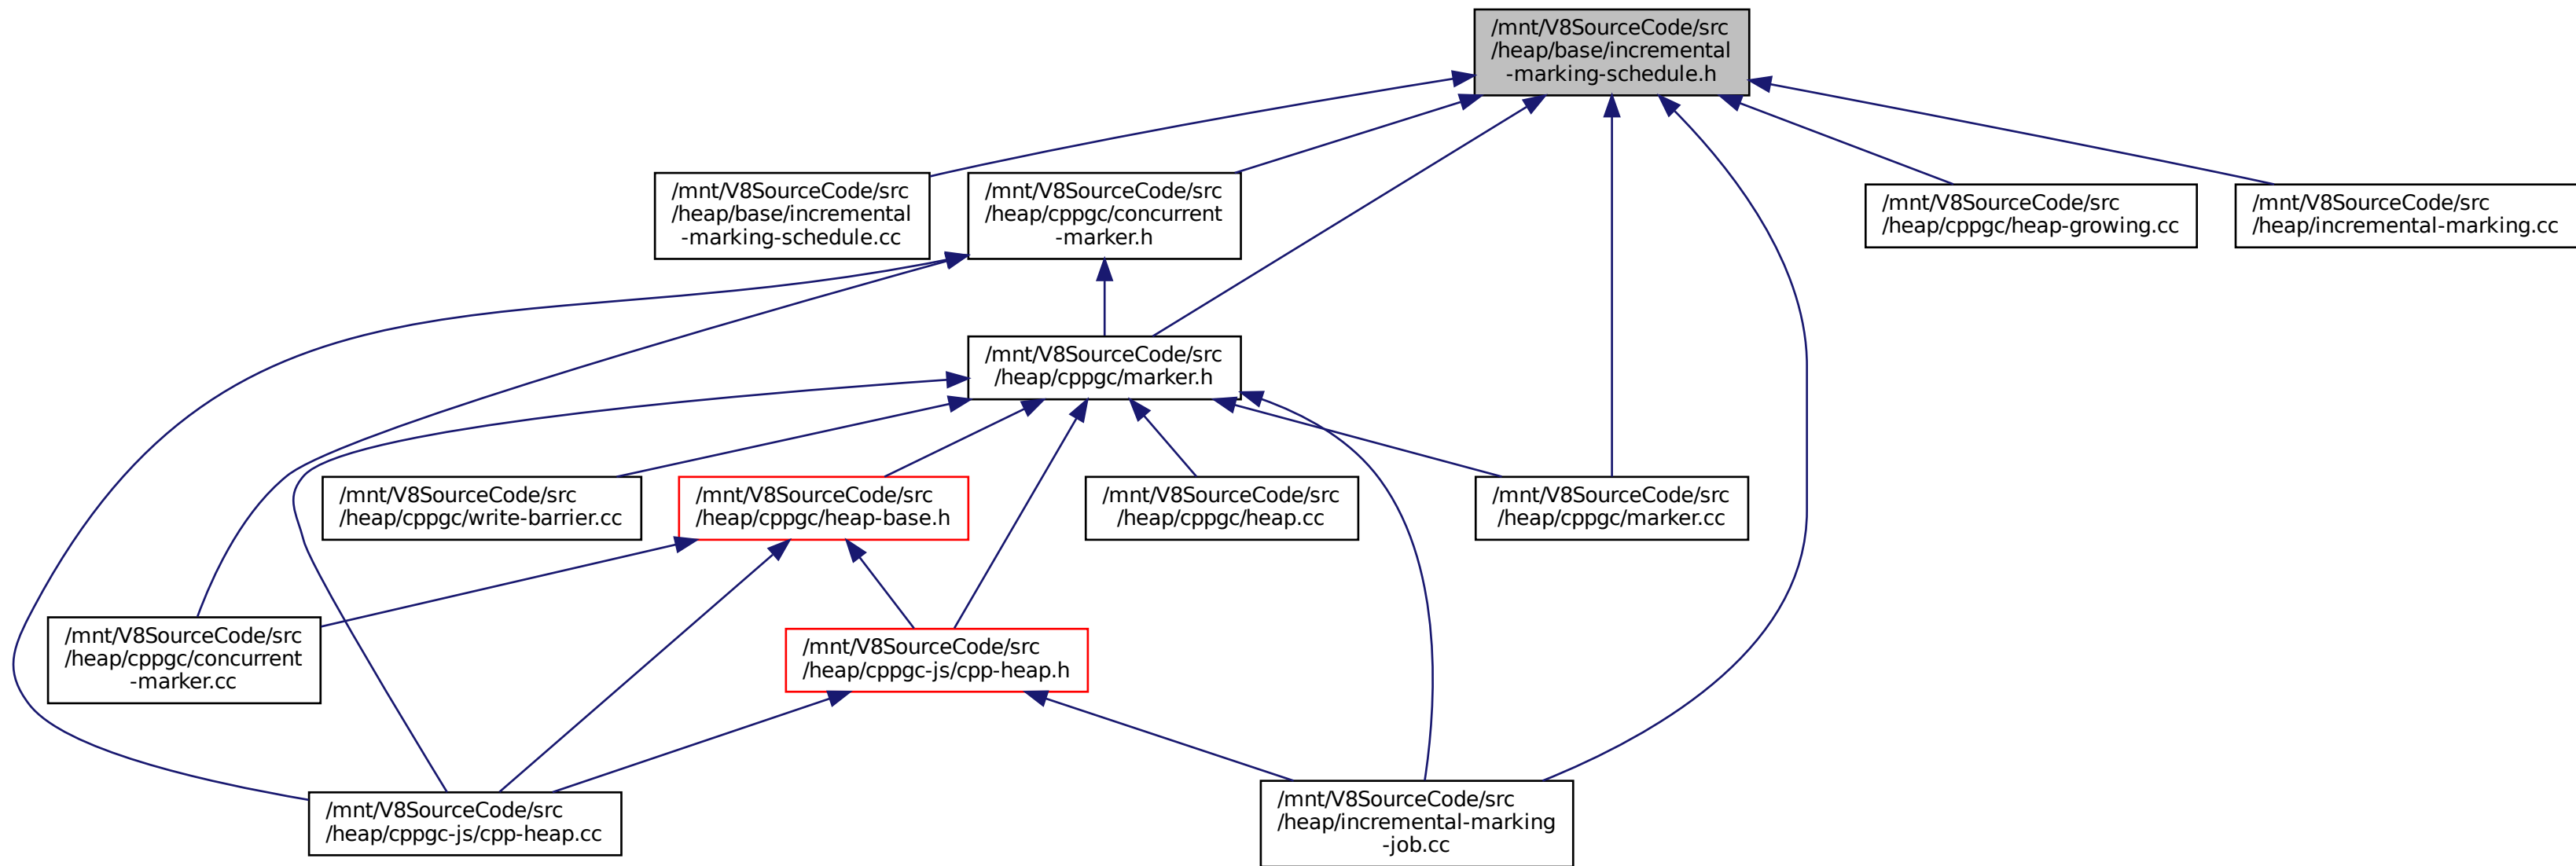 /mnt/V8SourceCode/src
/heap/base/incremental
-marking-schedule.h
/mnt/V8SourceCode/src
/heap/base/incremental
-marking-schedule.cc
/mnt/V8SourceCode/src
/heap/cppgc/concurrent
-marker.h
/mnt/V8SourceCode/src
/heap/cppgc/heap-growing.cc
/mnt/V8SourceCode/src
/heap/incremental-marking.cc
/mnt/V8SourceCode/src
/heap/cppgc/marker.h
/mnt/V8SourceCode/src
/heap/cppgc/write-barrier.cc
/mnt/V8SourceCode/src
/heap/cppgc/heap-base.h
/mnt/V8SourceCode/src
/heap/cppgc/heap.cc
/mnt/V8SourceCode/src
/heap/cppgc/marker.cc
/mnt/V8SourceCode/src
/heap/cppgc/concurrent
-marker.cc
/mnt/V8SourceCode/src
/heap/cppgc-js/cpp-heap.h
/mnt/V8SourceCode/src
/heap/cppgc-js/cpp-heap.cc
/mnt/V8SourceCode/src
/heap/incremental-marking
-job.cc